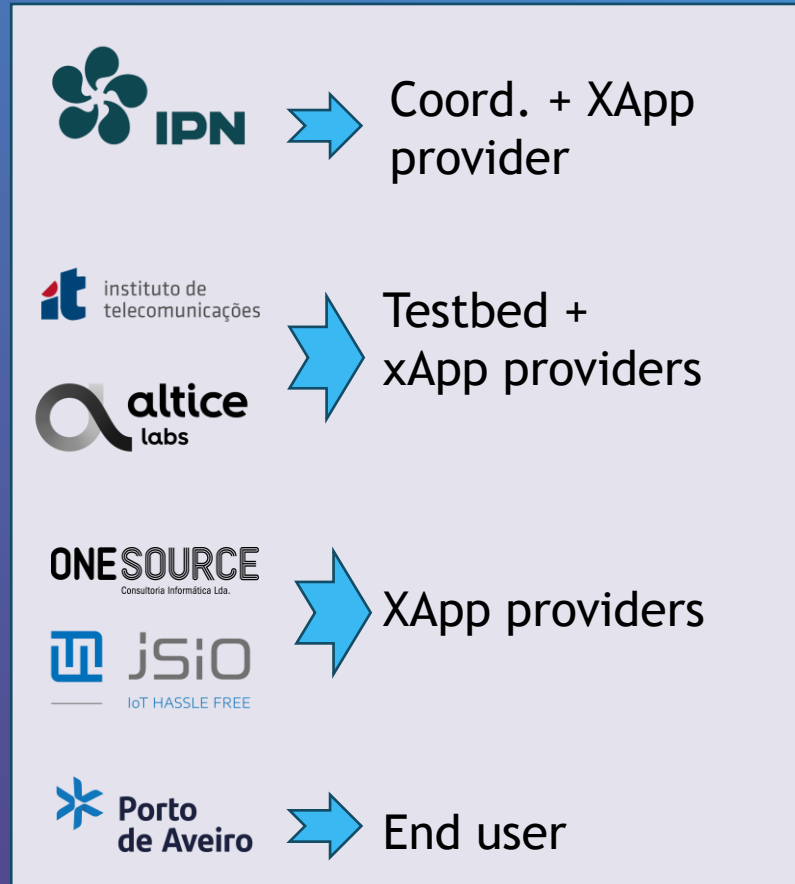 IPN
Coord. + XApp
provider
instituto de
telecomunicações
Testbed +
xApp providers
altice
labs
ONESOURCE
Consultoria Informática Lda.
XApp providers
jSiO
IoT HASSLE FREE
Porto
de Aveiro
End user